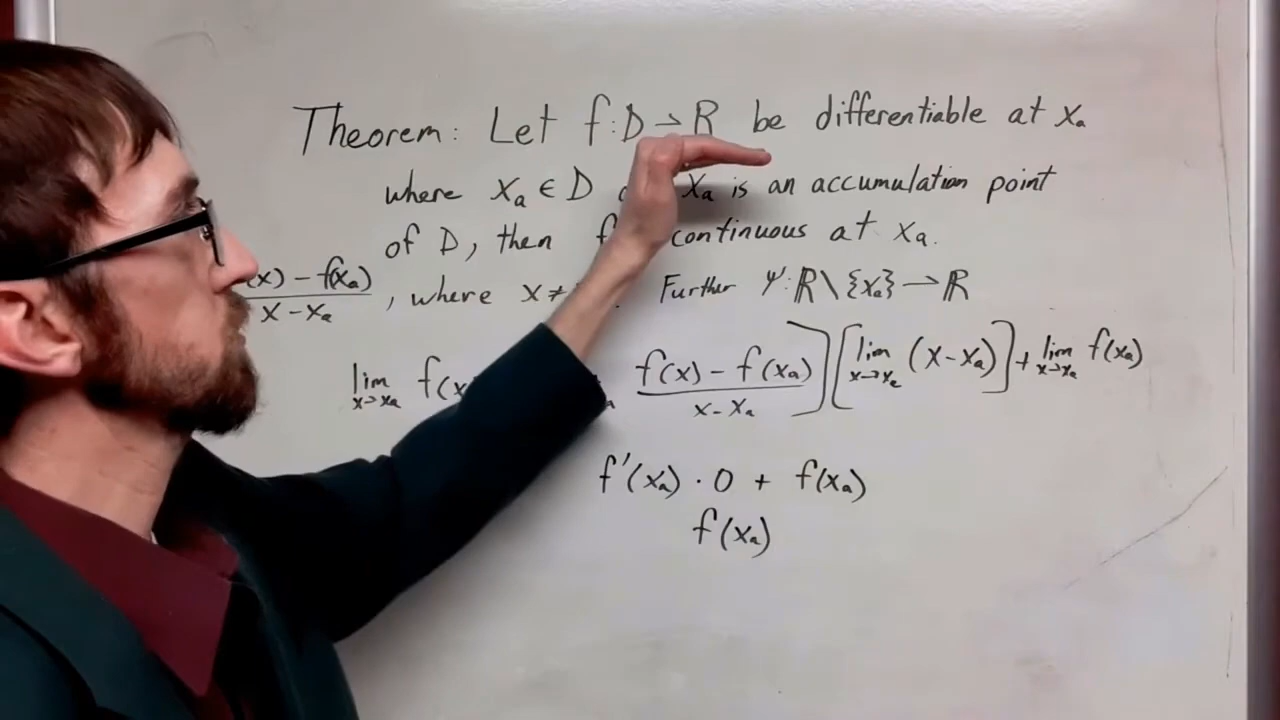 Theorem: Let f: D → R be differentiable at xₐ
where xₐ ∈ D xₐ is an accumulation point
of D, then f continuous at xₐ.
(x) - f(xₐ) / x - xₐ , where x ≠ . Further Ψ: R \ {xₐ} → R
lim x→xₐ f(x f(x) - f(xₐ) / x - xₐ ] [ lim x→xₐ (x - xₐ) ] + lim x→xₐ f(xₐ)
f'(xₐ) · 0 + f(xₐ)
f(xₐ)